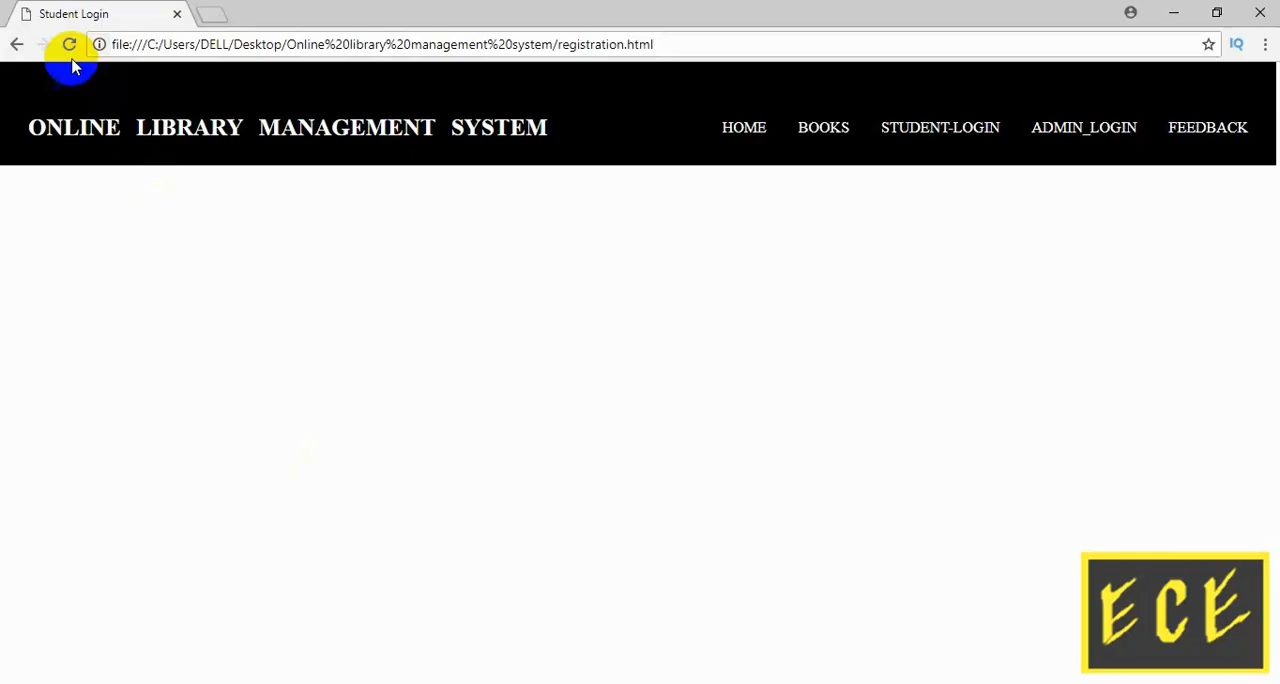 Student Login
file:///C:/Users/DELL/Desktop/Online%20library%20management%20system/registration.html
IQ
ONLINE LIBRARY MANAGEMENT SYSTEM
HOME BOOKS STUDENT-LOGIN ADMIN_LOGIN FEEDBACK
ECE